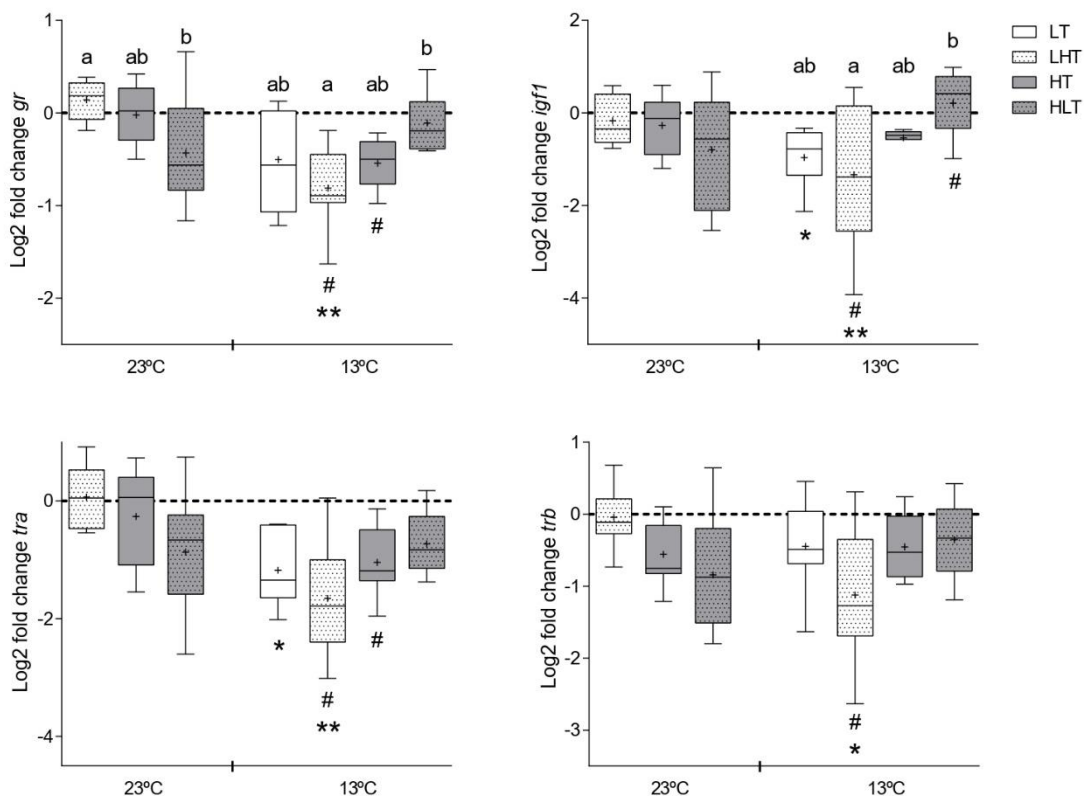 1
0
-1
-2
Log2 fold change gr
a
ab
b
ab
a
ab
b
#
#
**
23ºC
13ºC
2
0
-2
-4
Log2 fold change igf1
ab
a
ab
b
*
#
**
#
23ºC
13ºC
LT
LHT
HT
HLT
0
-2
-4
Log2 fold change tra
*
#
**
#
23ºC
13ºC
1
0
-1
-2
-3
Log2 fold change trb
#
*
23ºC
13ºC